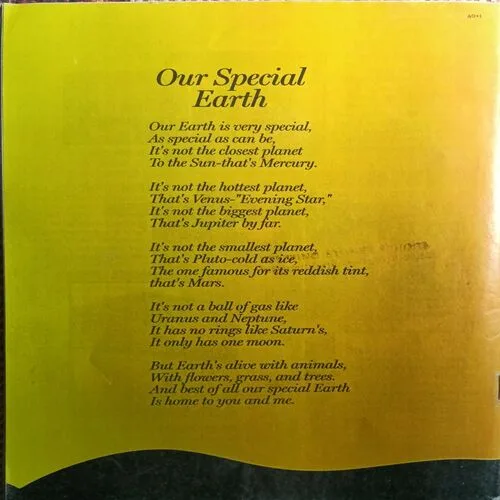 Our Special
Earth
Our Earth is very special,
As special as can be,
It's not the closest planet
To the Sun-that's Mercury.
It's not the hottest planet,
That's Venus-"Evening Star,"
It's not the biggest planet,
That's Jupiter by far.
It's not the smallest planet,
That's Pluto-cold as ice,
The one famous for its reddish tint,
that's Mars.
It's not a ball of gas like
Uranus and Neptune,
It has no rings like Saturn's,
It only has one moon.
But Earth's alive with animals,
With flowers, grass, and trees.
And best of all our special Earth
Is home to you and me.